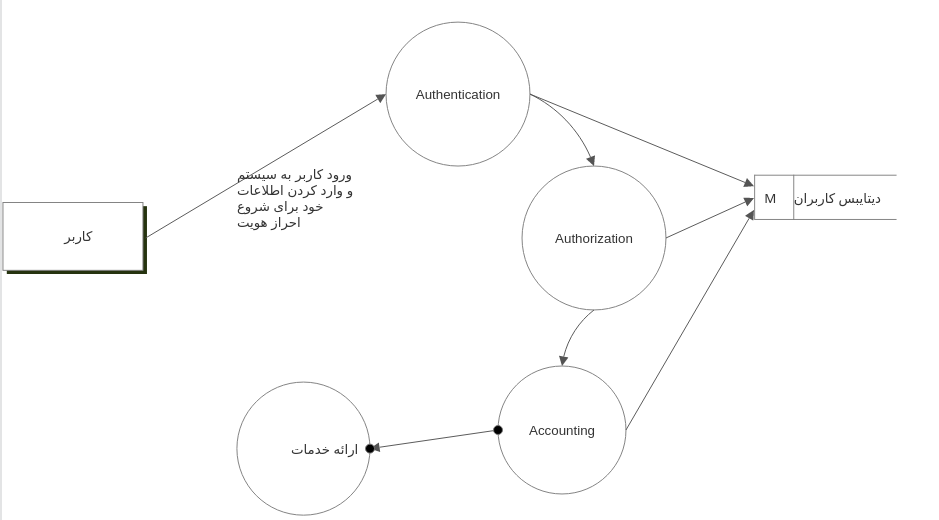 Authentication
ورود کاربر به سیستم
و وارد کردن اطلاعات
خود برای شروع
احراز هویت
کاربر
M
دیتابیس کاربران
Authorization
Accounting
ارائه خدمات